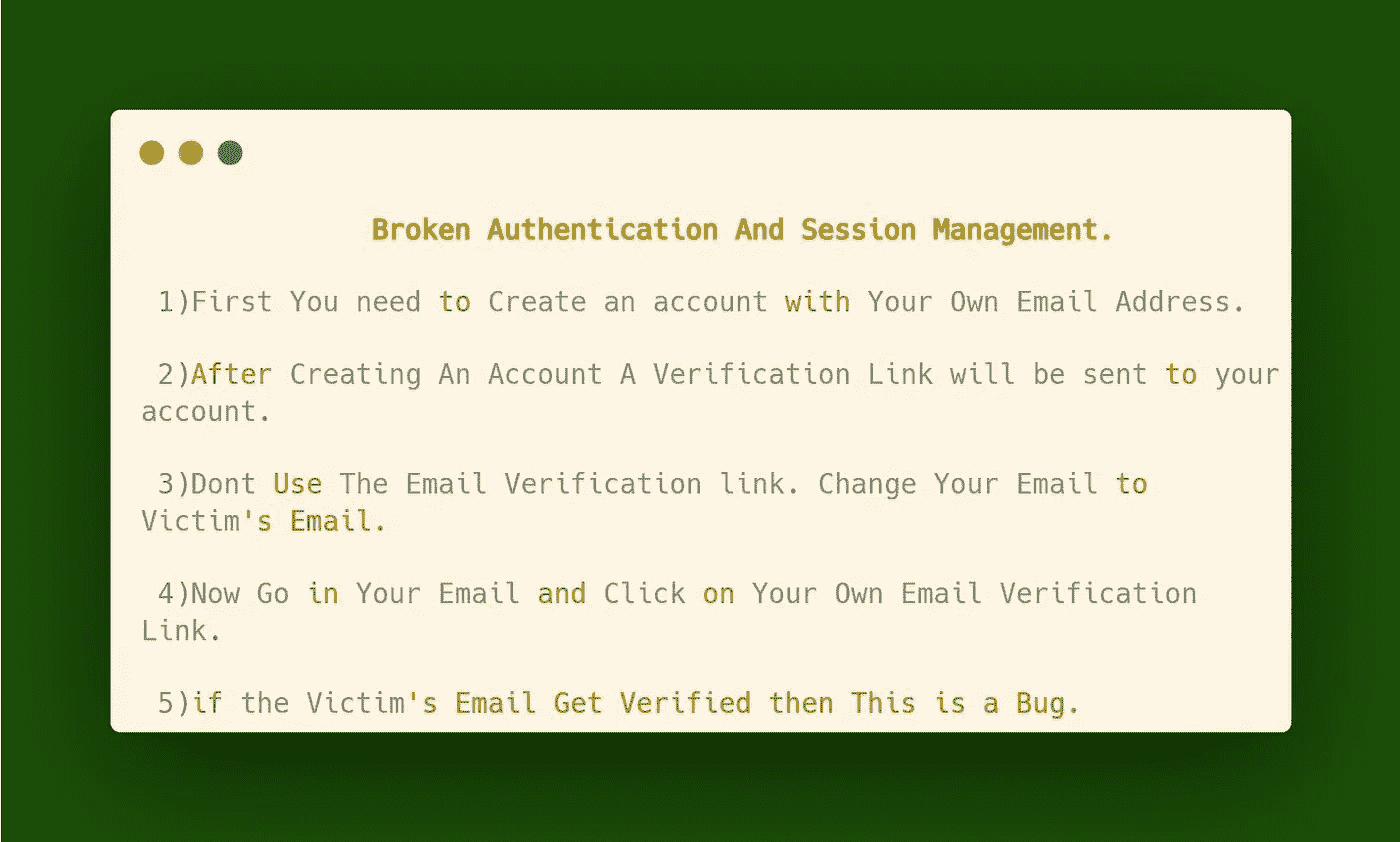 Broken Authentication And Session Management.
1)First You need to Create an account with Your Own Email Address.
2)After Creating An Account A Verification Link will be sent to your
account.
3)Dont Use The Email Verification link. Change Your Email to
Victim's Email.
4)Now Go in Your Email and Click on Your Own Email Verification
Link.
5)if the Victim's Email Get Verified then This is a Bug.